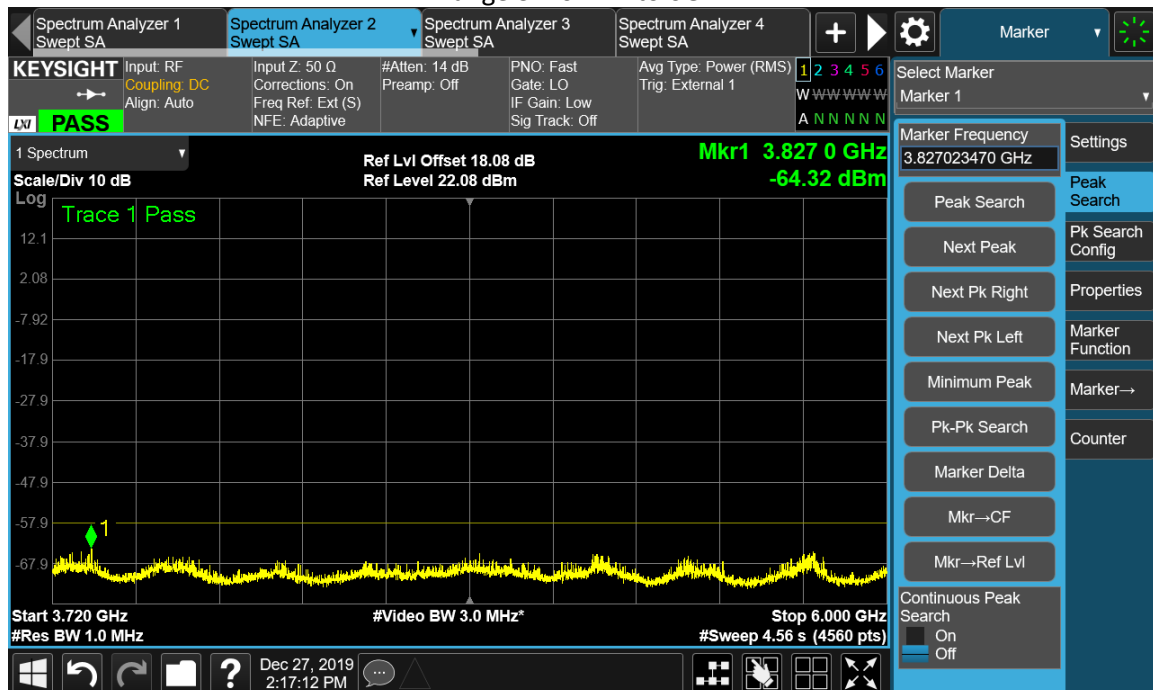 Spectrum Analyzer 1
Swept SA
Spectrum Analyzer 2
Swept SA
Spectrum Analyzer 3
Swept SA
Spectrum Analyzer 4
Swept SA
+
Marker
KEYSIGHT
LXI PASS
Input: RF
Coupling: DC
Align: Auto
Input Z: 50 Ω
Corrections: On
Freq Ref: Ext (S)
NFE: Adaptive
#Atten: 14 dB
Preamp: Off
PNO: Fast
Gate: LO
IF Gain: Low
Sig Track: Off
Avg Type: Power (RMS)
Trig: External 1
1 2 3 4 5 6
W W W W W W
A N N N N N
Select Marker
Marker 1
1 Spectrum
Scale/Div 10 dB
Log
Ref Lvl Offset 18.08 dB
Ref Level 22.08 dBm
Mkr1 3.827 0 GHz
-64.32 dBm
Trace 1 Pass
12.1
2.08
-7.92
-17.9
-27.9
-37.9
-47.9
-57.9
-67.9
1
Start 3.720 GHz
#Res BW 1.0 MHz
#Video BW 3.0 MHz*
Stop 6.000 GHz
#Sweep 4.56 s (4560 pts)
Marker Frequency
3.827023470 GHz
Peak Search
Next Peak
Next Pk Right
Next Pk Left
Minimum Peak
Pk-Pk Search
Marker Delta
Mkr→CF
Mkr→Ref Lvl
Continuous Peak
Search
On
Off
Settings
Peak
Search
Pk Search
Config
Properties
Marker
Function
Marker→
Counter
?
Dec 27, 2019
2:17:12 PM